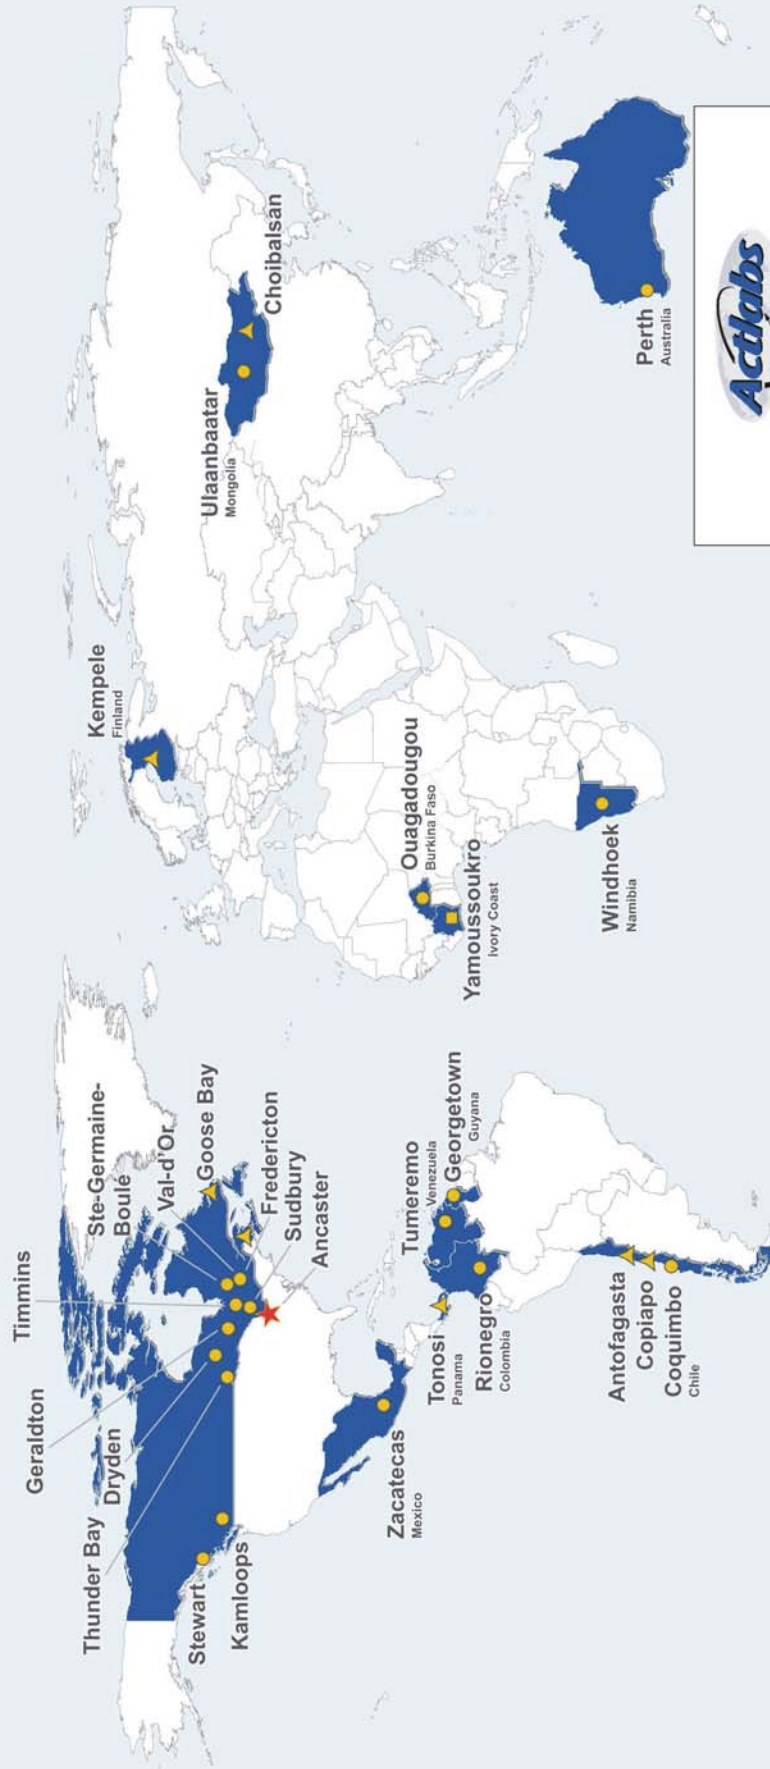 Timmins
Geraldton
Dryden
Thunder Bay
Stewart
Kamloops
Ste-Germaine-
Boulé
Val-d'Or
Goose Bay
Fredericton
Sudbury
Ancaster
Zacatecas
Mexico
Tonosi
Panama
Rionegro
Colombia
Tumeremo
Venezuela
Georgetown
Guyana
Antofagasta
Copiapo
Coquimbo
Chile
Kempele
Finland
Ouagadougou
Burkina Faso
Yamoussoukro
Ivory Coast
Windhoek
Namibia
Ulaanbaatar
Mongolia
Choibalsan
Perth
Australia
Actlabs